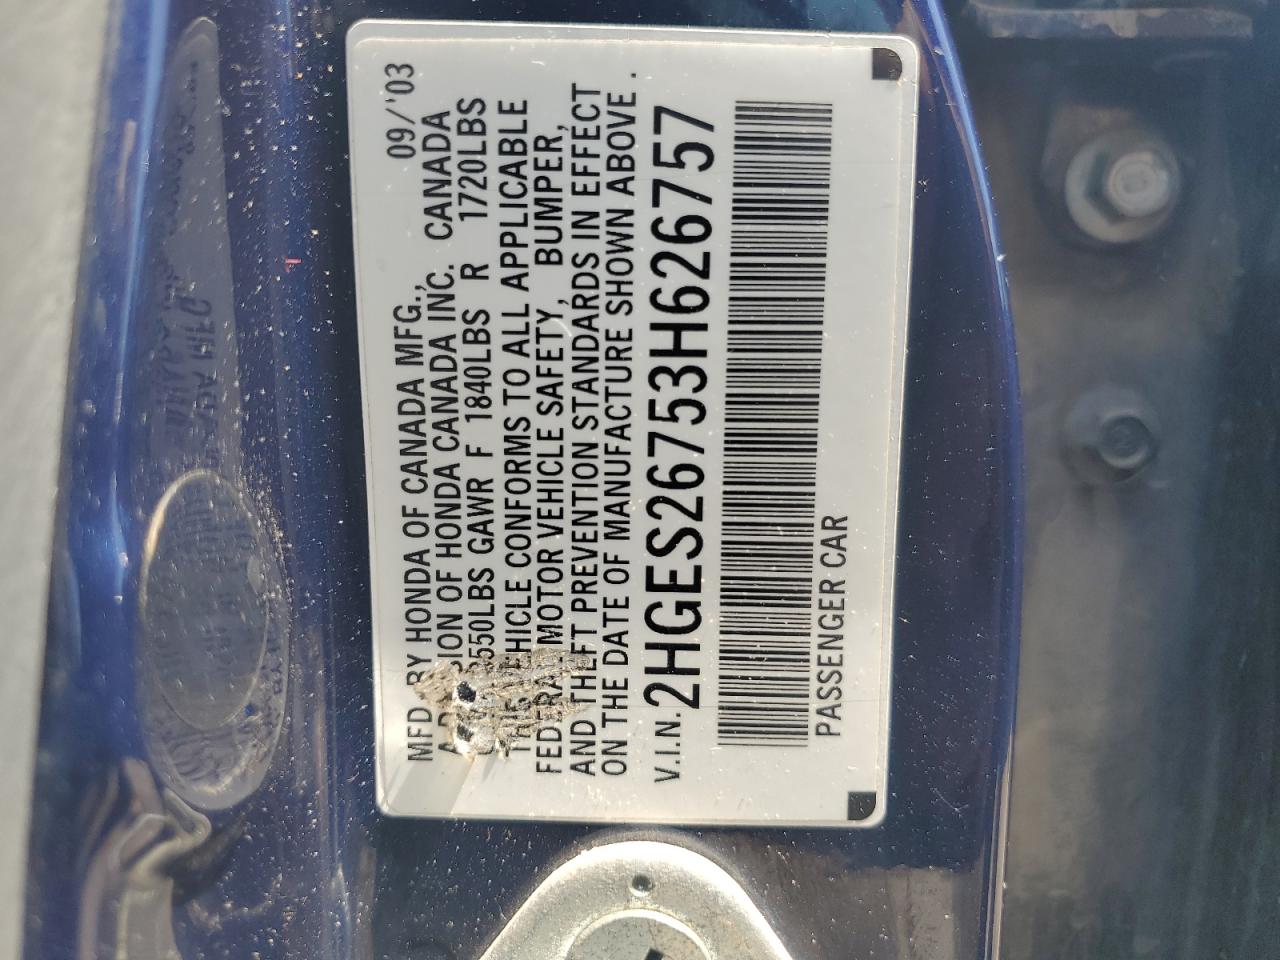 MFD BY HONDA OF CANADA MFG., 09/'03
SION OF HONDA CANADA INC. CANADA
3550LBS GAWR F 1840LBS R 1720LBS
VEHICLE CONFORMS TO ALL APPLICABLE
FEDERAL MOTOR VEHICLE SAFETY, BUMPER,
AND THEFT PREVENTION STANDARDS IN EFFECT
ON THE DATE OF MANUFACTURE SHOWN ABOVE.
V.I.N. 2HGES26753H626757
PASSENGER CAR